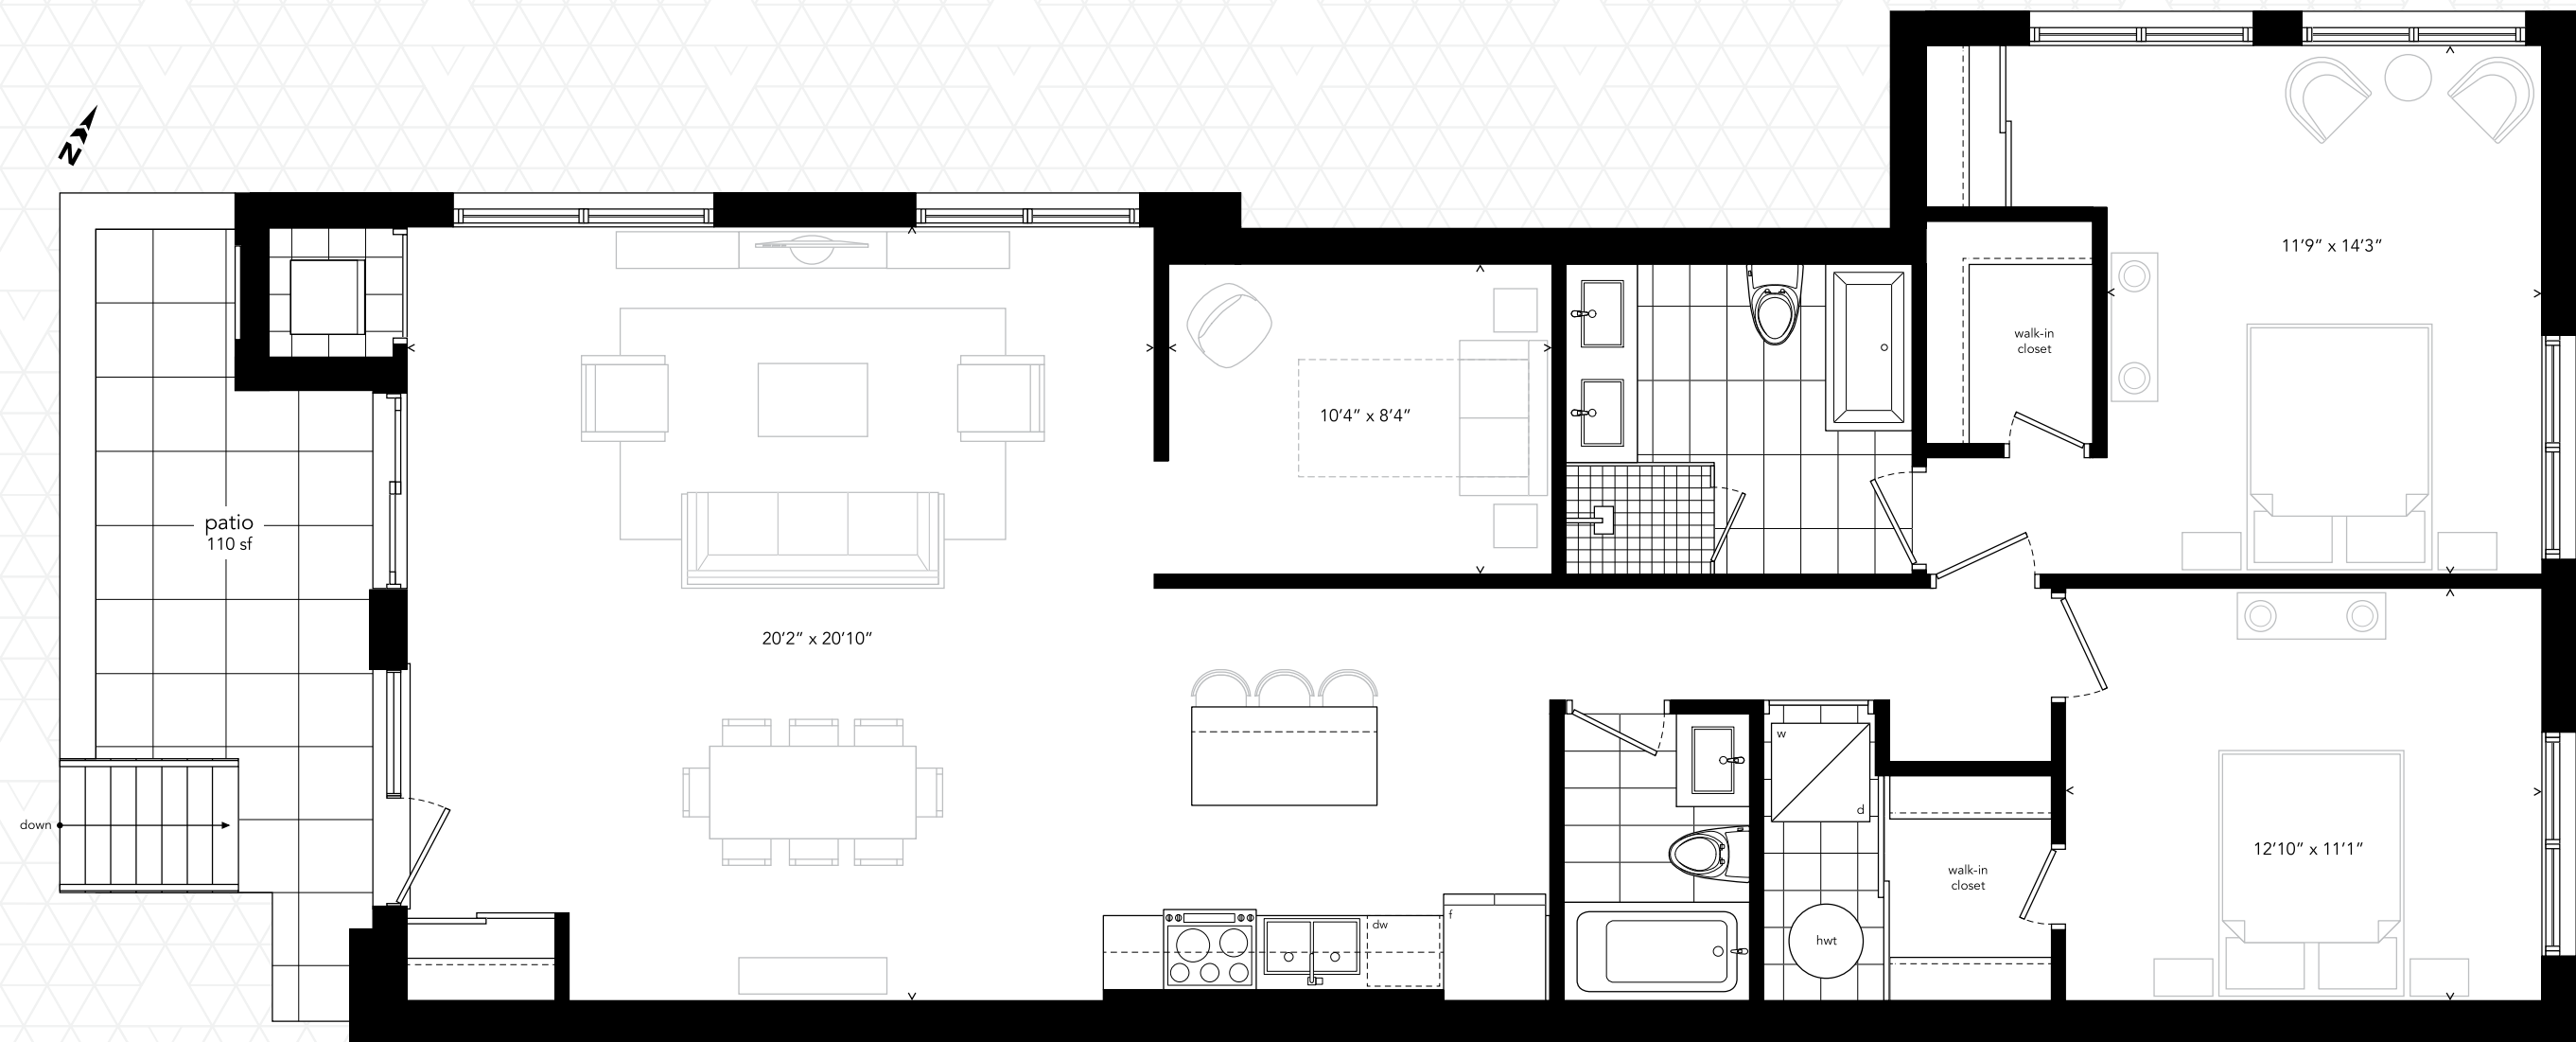 N
11'9" x 14'3"
walk-in
closet
10'4" x 8'4"
patio
110 sf
20'2" x 20'10"
w
d
down
12'10" x 11'1"
walk-in
closet
f
dw
hwt